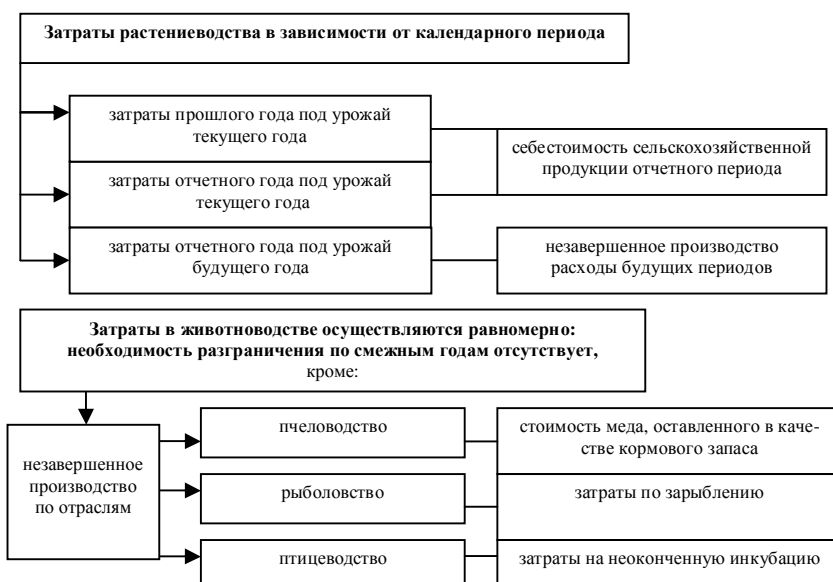 Затраты растениеводства в зависимости от календарного периода
затраты прошлого года под урожай
текущего года
себестоимость сельскохозяйственной
продукции отчетного периода
затраты отчетного года под урожай
текущего года
затраты отчетного года под урожай
будущего года
незавершенное производство
расходы будущих периодов
Затраты в животноводстве осуществляются равномерно:
необходимость разграничения по смежным годам отсутствует,
кроме:
незавершенное
производство
по отраслям
пчеловодство
стоимость меда, оставленного в каче-
стве кормового запаса
рыболовство
затраты по зарыблению
птицеводство
затраты на неоконченную инкубацию